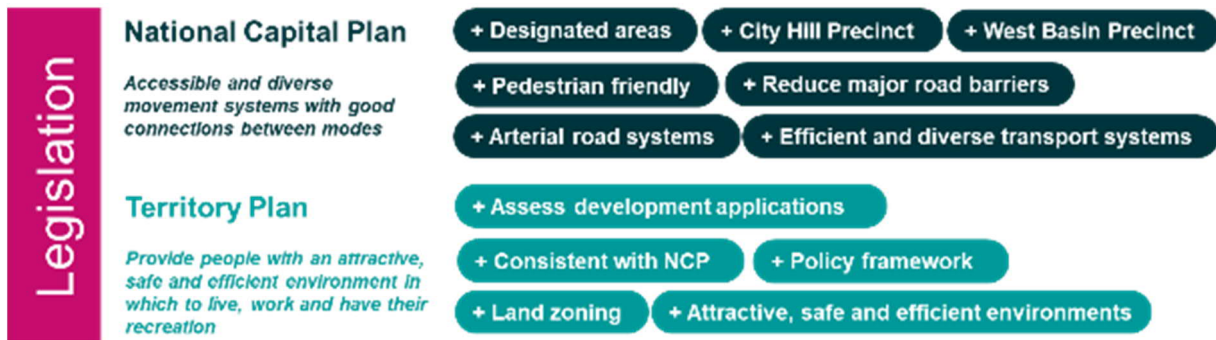 Legislation
National Capital Plan
Accessible and diverse
movement systems with good
connections between modes
+ Designated areas
+ City Hill Precinct
+ West Basin Precinct
+ Pedestrian friendly
+ Reduce major road barriers
+ Arterial road systems
+ Efficient and diverse transport systems
Territory Plan
Provide people with an attractive,
safe and efficient environment in
which to live, work and have their
recreation
+ Assess development applications
+ Consistent with NCP
+ Policy framework
+ Land zoning
+ Attractive, safe and efficient environments